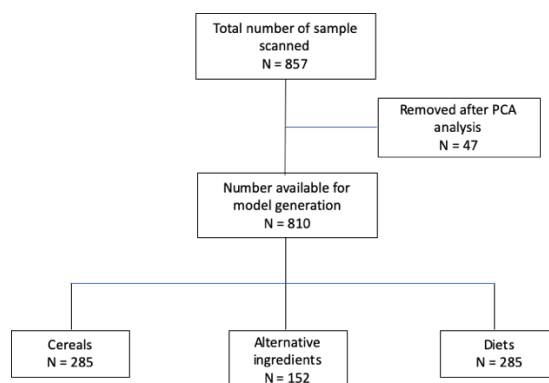 Total number of sample
scanned
N = 857
Removed after PCA
analysis
N = 47
Number available for
model generation
N = 810
Cereals
N = 285
Alternative
ingredients
N = 152
Diets
N = 285